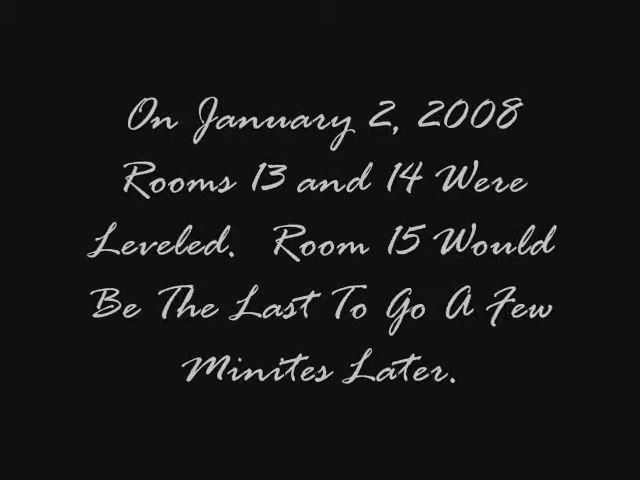 On January 2, 2008
Rooms 13 and 14 Were
Leveled. Room 15 Would
Be The Last To Go A Few
Minites Later.